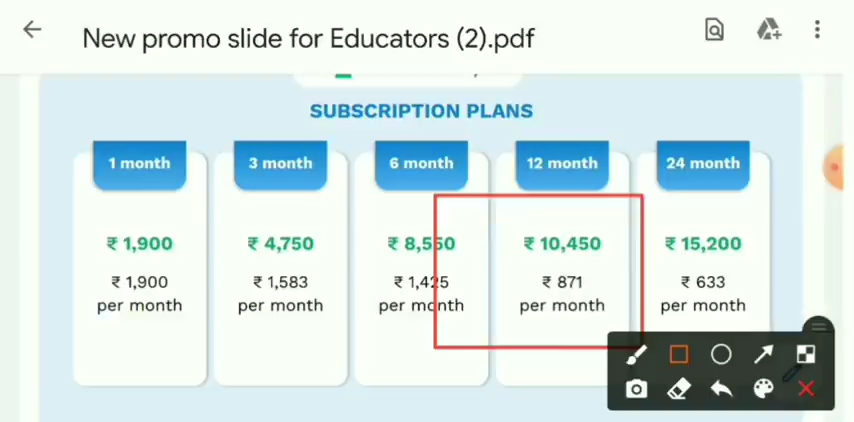 New promo slide for Educators (2).pdf
SUBSCRIPTION PLANS
1 month
3 month
6 month
12 month
24 month
₹ 1,900
₹ 4,750
₹ 8,550
₹ 10,450
₹ 15,200
₹ 1,900
per month
₹ 1,583
per month
₹ 1,425
per month
₹ 871
per month
₹ 633
per month